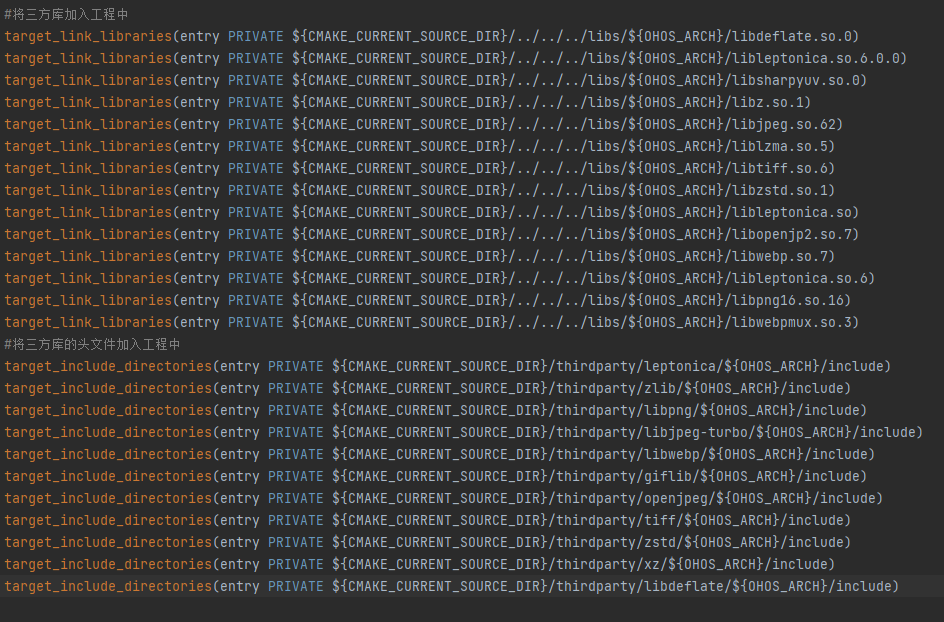 #将三方库加入工程中
target_link_libraries(entry PRIVATE ${CMAKE_CURRENT_SOURCE_DIR}/../../../libs/${OHOS_ARCH}/libdeflate.so.0)
target_link_libraries(entry PRIVATE ${CMAKE_CURRENT_SOURCE_DIR}/../../../libs/${OHOS_ARCH}/libleptonica.so.6.0.0)
target_link_libraries(entry PRIVATE ${CMAKE_CURRENT_SOURCE_DIR}/../../../libs/${OHOS_ARCH}/libsharpyuv.so.0)
target_link_libraries(entry PRIVATE ${CMAKE_CURRENT_SOURCE_DIR}/../../../libs/${OHOS_ARCH}/libz.so.1)
target_link_libraries(entry PRIVATE ${CMAKE_CURRENT_SOURCE_DIR}/../../../libs/${OHOS_ARCH}/libjpeg.so.62)
target_link_libraries(entry PRIVATE ${CMAKE_CURRENT_SOURCE_DIR}/../../../libs/${OHOS_ARCH}/liblzma.so.5)
target_link_libraries(entry PRIVATE ${CMAKE_CURRENT_SOURCE_DIR}/../../../libs/${OHOS_ARCH}/libtiff.so.6)
target_link_libraries(entry PRIVATE ${CMAKE_CURRENT_SOURCE_DIR}/../../../libs/${OHOS_ARCH}/libzstd.so.1)
target_link_libraries(entry PRIVATE ${CMAKE_CURRENT_SOURCE_DIR}/../../../libs/${OHOS_ARCH}/libleptonica.so)
target_link_libraries(entry PRIVATE ${CMAKE_CURRENT_SOURCE_DIR}/../../../libs/${OHOS_ARCH}/libopenjp2.so.7)
target_link_libraries(entry PRIVATE ${CMAKE_CURRENT_SOURCE_DIR}/../../../libs/${OHOS_ARCH}/libwebp.so.7)
target_link_libraries(entry PRIVATE ${CMAKE_CURRENT_SOURCE_DIR}/../../../libs/${OHOS_ARCH}/libleptonica.so.6)
target_link_libraries(entry PRIVATE ${CMAKE_CURRENT_SOURCE_DIR}/../../../libs/${OHOS_ARCH}/libpng16.so.16)
target_link_libraries(entry PRIVATE ${CMAKE_CURRENT_SOURCE_DIR}/../../../libs/${OHOS_ARCH}/libwebpmux.so.3)
#将三方库的头文件加入工程中
target_include_directories(entry PRIVATE ${CMAKE_CURRENT_SOURCE_DIR}/thirdparty/leptonica/${OHOS_ARCH}/include)
target_include_directories(entry PRIVATE ${CMAKE_CURRENT_SOURCE_DIR}/thirdparty/zlib/${OHOS_ARCH}/include)
target_include_directories(entry PRIVATE ${CMAKE_CURRENT_SOURCE_DIR}/thirdparty/libpng/${OHOS_ARCH}/include)
target_include_directories(entry PRIVATE ${CMAKE_CURRENT_SOURCE_DIR}/thirdparty/libjpeg-turbo/${OHOS_ARCH}/include)
target_include_directories(entry PRIVATE ${CMAKE_CURRENT_SOURCE_DIR}/thirdparty/libwebp/${OHOS_ARCH}/include)
target_include_directories(entry PRIVATE ${CMAKE_CURRENT_SOURCE_DIR}/thirdparty/giflib/${OHOS_ARCH}/include)
target_include_directories(entry PRIVATE ${CMAKE_CURRENT_SOURCE_DIR}/thirdparty/openjpeg/${OHOS_ARCH}/include)
target_include_directories(entry PRIVATE ${CMAKE_CURRENT_SOURCE_DIR}/thirdparty/tiff/${OHOS_ARCH}/include)
target_include_directories(entry PRIVATE ${CMAKE_CURRENT_SOURCE_DIR}/thirdparty/zstd/${OHOS_ARCH}/include)
target_include_directories(entry PRIVATE ${CMAKE_CURRENT_SOURCE_DIR}/thirdparty/xz/${OHOS_ARCH}/include)
target_include_directories(entry PRIVATE ${CMAKE_CURRENT_SOURCE_DIR}/thirdparty/libdeflate/${OHOS_ARCH}/include)